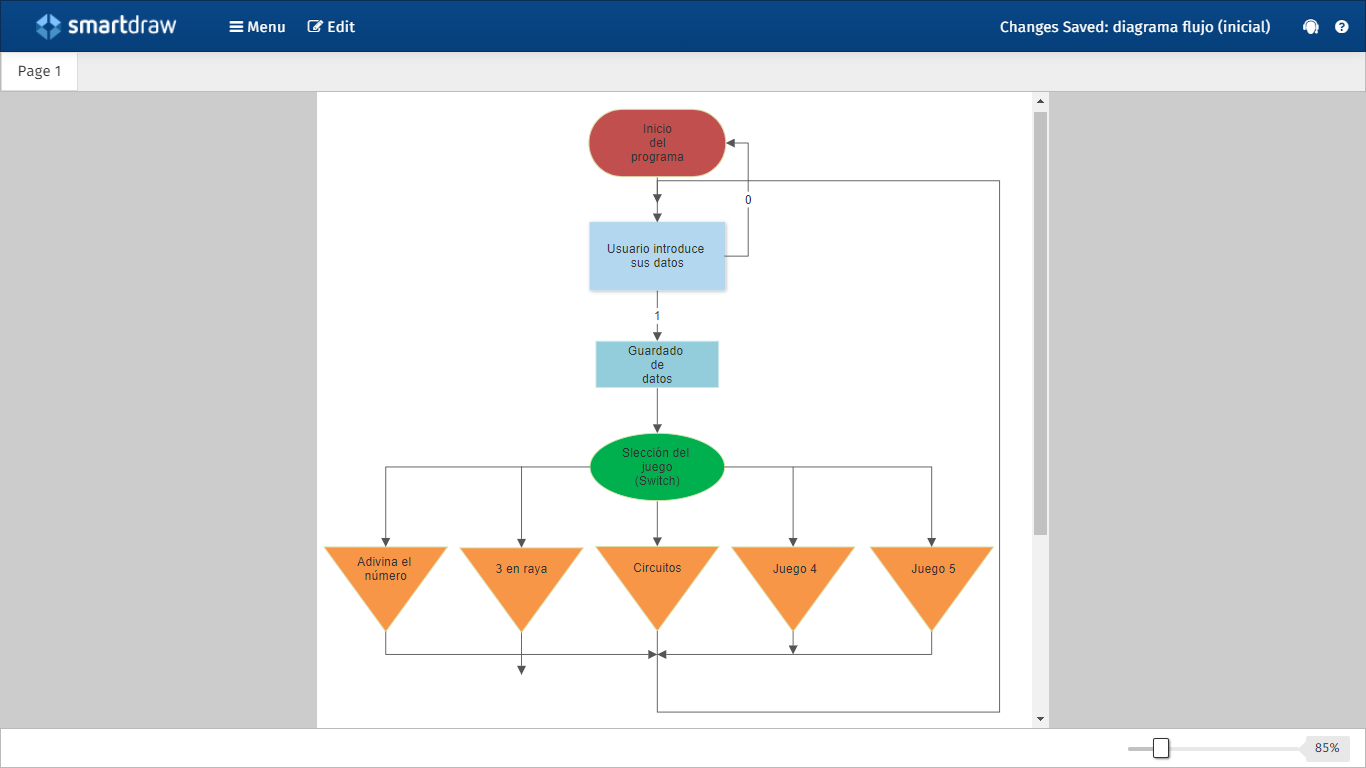 smartdraw
Menu
Edit
Changes Saved: diagrama flujo (inicial)
Page 1
Inicio
del
programa
0
Usuario introduce
sus datos
1
Guardado
de
datos
Slección del
juego
(Switch)
Adivina el
número
3 en raya
Circuitos
Juego 4
Juego 5
85%